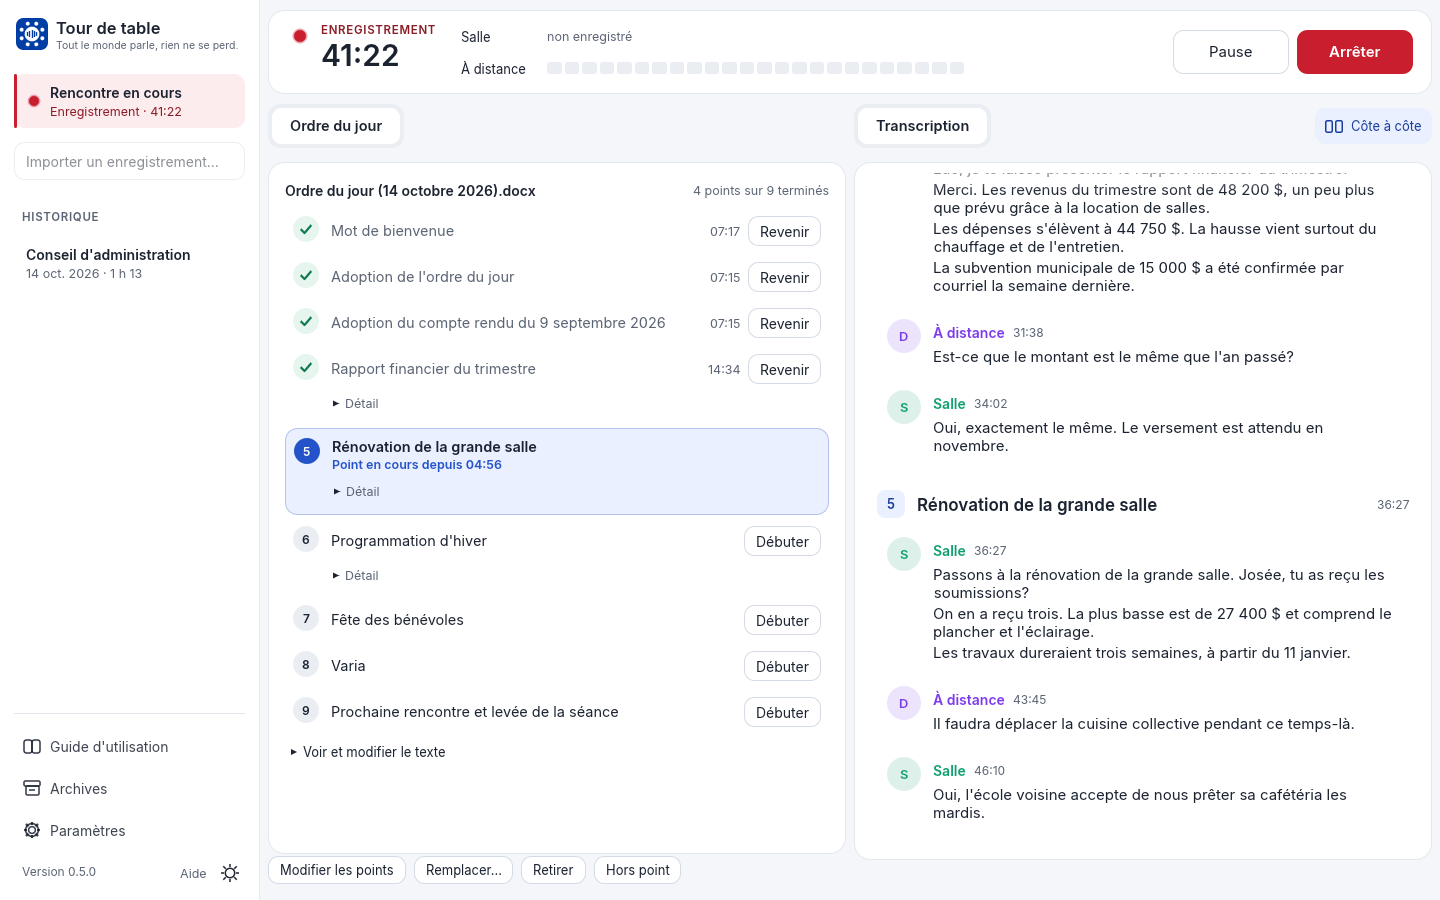 Tour de table
Tout le monde parle, rien ne se perd.
Rencontre en cours
Enregistrement · 41:22
Importer un enregistrement...
HISTORIQUE
Conseil d'administration
14 oct. 2026 · 1 h 13
Guide d'utilisation
Archives
Paramètres
Version 0.5.0
Aide
ENREGISTREMENT
41:22
Salle
non enregistré
À distance
Pause
Arrêter
Ordre du jour
Ordre du jour (14 octobre 2026).docx
4 points sur 9 terminés
Mot de bienvenue
07:17
Revenir
Adoption de l'ordre du jour
07:15
Revenir
Adoption du compte rendu du 9 septembre 2026
07:15
Revenir
Rapport financier du trimestre
14:34
Revenir
Détail
5
Rénovation de la grande salle
Point en cours depuis 04:56
Détail
6
Programmation d'hiver
Débuter
Détail
7
Fête des bénévoles
Débuter
8
Varia
Débuter
9
Prochaine rencontre et levée de la séance
Débuter
Voir et modifier le texte
Modifier les points
Remplacer...
Retirer
Hors point
Transcription
Côte à côte
Merci. Les revenus du trimestre sont de 48 200 $, un peu plus
que prévu grâce à la location de salles.
Les dépenses s'élèvent à 44 750 $. La hausse vient surtout du
chauffage et de l'entretien.
La subvention municipale de 15 000 $ a été confirmée par
courriel la semaine dernière.
D
À distance
31:38
Est-ce que le montant est le même que l'an passé?
S
Salle
34:02
Oui, exactement le même. Le versement est attendu en
novembre.
5
Rénovation de la grande salle
36:27
S
Salle
36:27
Passons à la rénovation de la grande salle. Josée, tu as reçu les
soumissions?
On en a reçu trois. La plus basse est de 27 400 $ et comprend le
plancher et l'éclairage.
Les travaux dureraient trois semaines, à partir du 11 janvier.
D
À distance
43:45
Il faudra déplacer la cuisine collective pendant ce temps-là.
S
Salle
46:10
Oui, l'école voisine accepte de nous prêter sa cafétéria les
mardis.